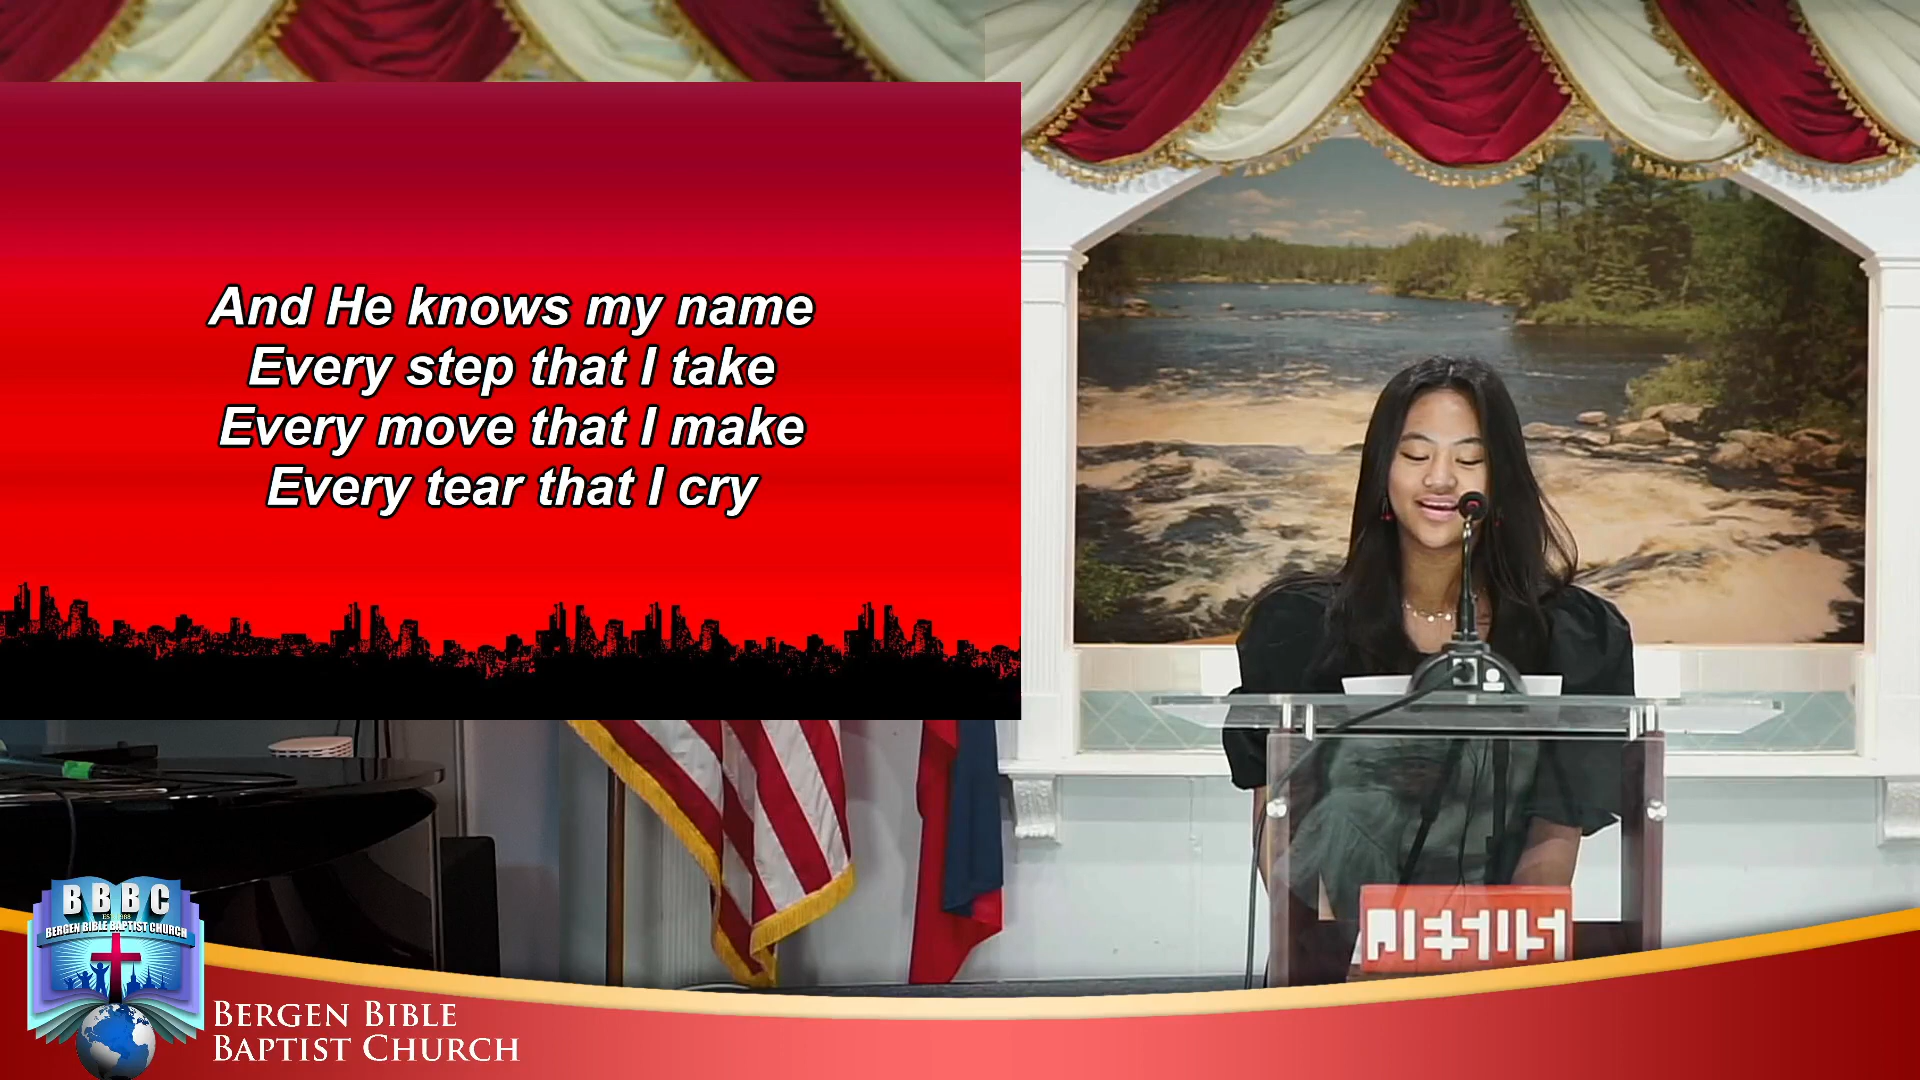 And He knows my name
Every step that I take
Every move that I make
Every tear that I cry
BBBC
BERGEN BIBLE BAPTIST CHURCH
BERGEN BIBLE
BAPTIST CHURCH